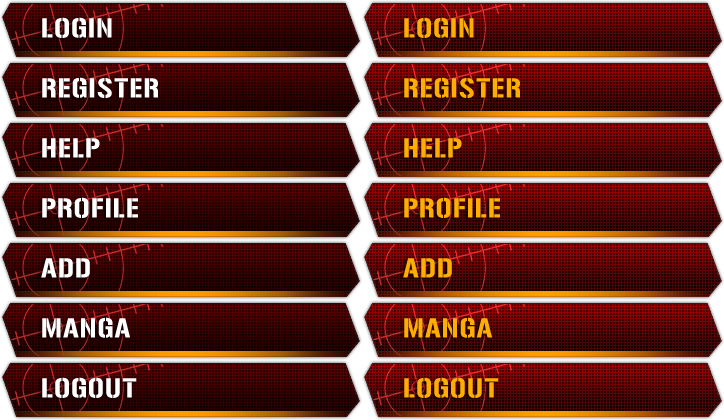 LOGIN LOGIN
REGISTER REGISTER
HELP HELP
PROFILE PROFILE
ADD ADD
MANGA MANGA
LOGOUT LOGOUT